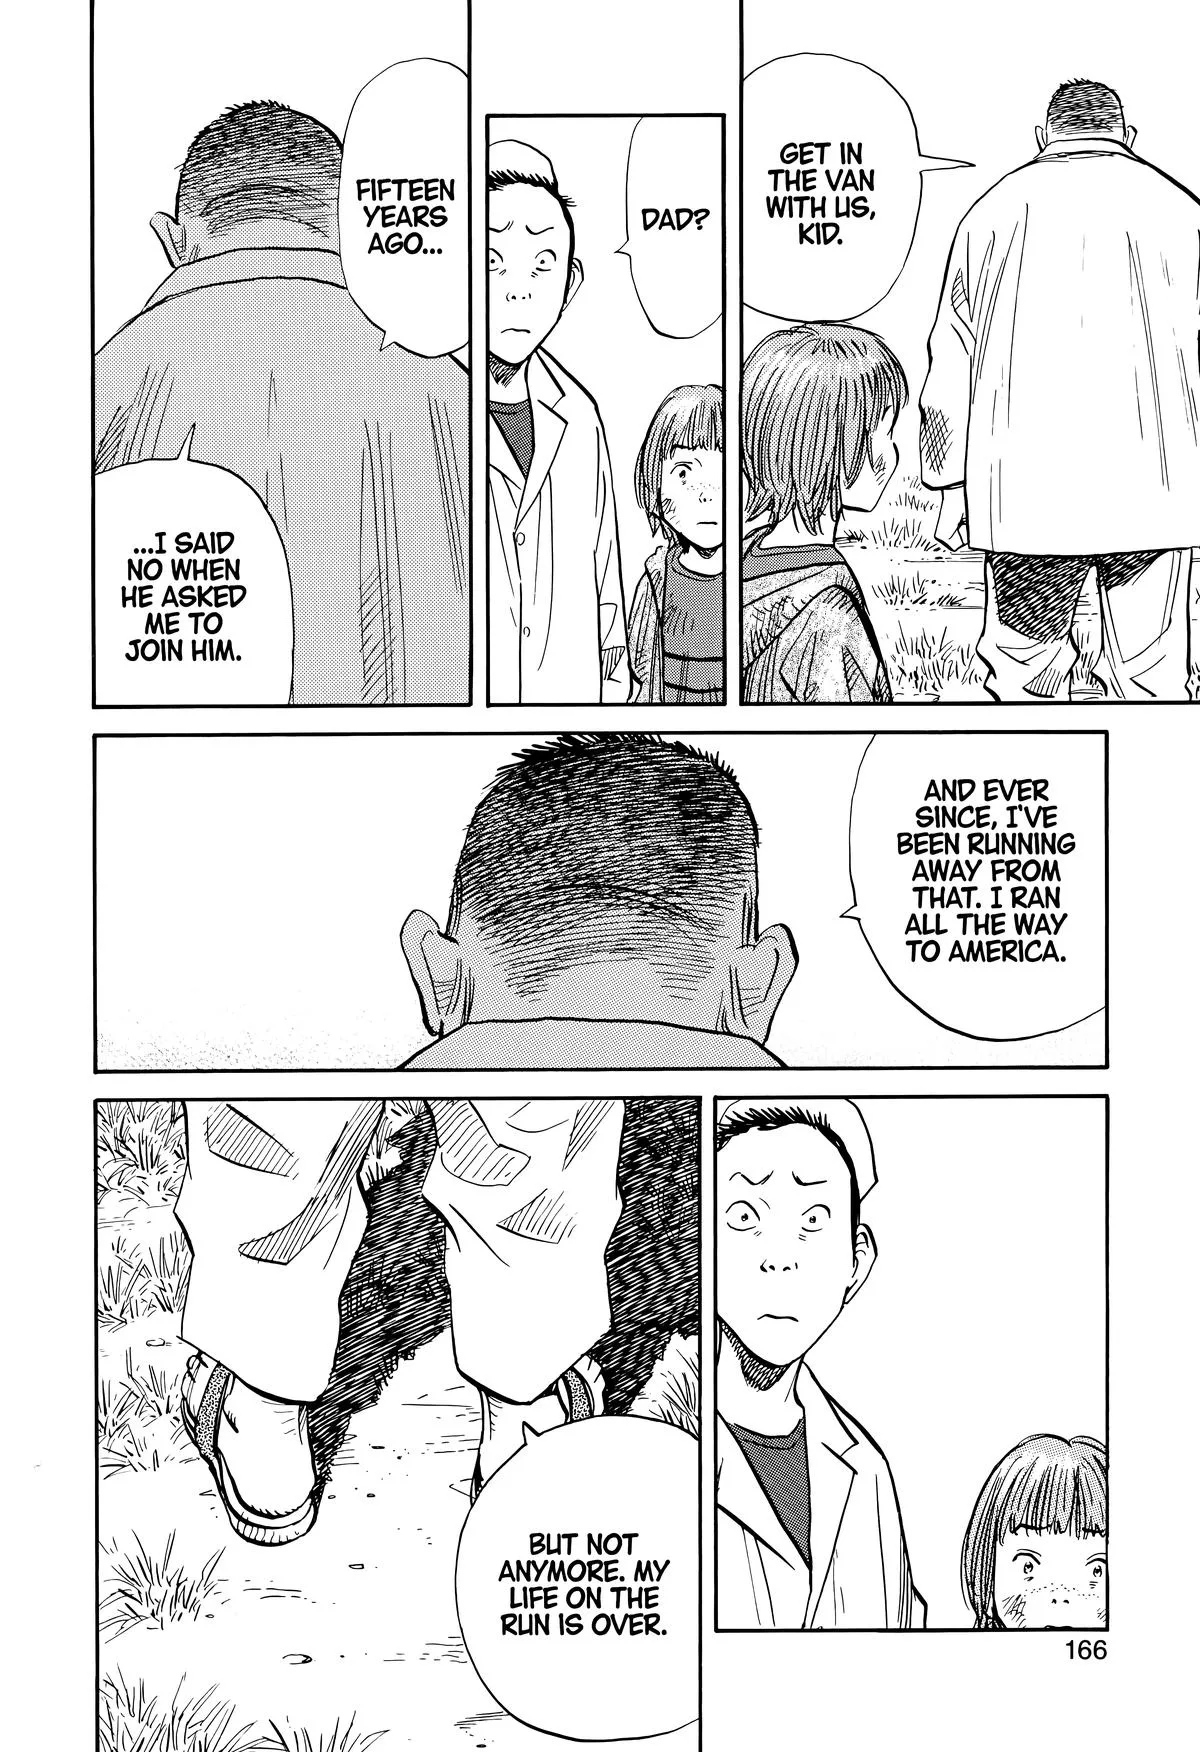 GET IN
THE VAN
WITH US,
KID.
DAD?
FIFTEEN
YEARS
AGO...
...I SAID
NO WHEN
HE ASKED
ME TO
JOIN HIM.
AND EVER
SINCE, I'VE
BEEN RUNNING
AWAY FROM
THAT. I RAN
ALL THE WAY
TO AMERICA.
BUT NOT
ANYMORE. MY
LIFE ON THE
RUN IS OVER.
166